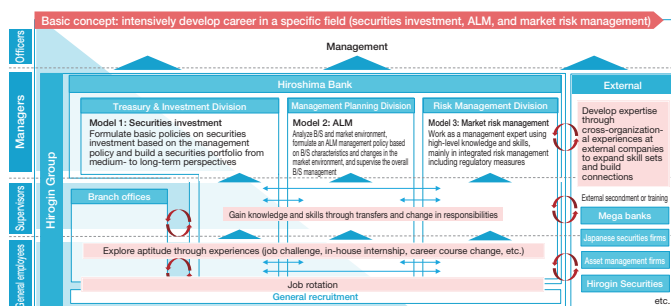 Basic concept: intensively develop career in a specific field (securities investment, ALM, and market risk management)
Officers
Management
Managers
Hirogin Group
Hiroshima Bank
External
Treasury & Investment Division
Model 1: Securities investment
Formulate basic policies on securities
investment based on the management
policy and build a securities portfolio from
medium- to long-term perspectives
Management Planning Division
Model 2: ALM
Analyze B/S and market environment,
formulate an ALM management policy based
on B/S characteristics and changes in the
market environment, and supervise the overall
B/S management
Risk Management Division
Model 3: Market risk management
Work as a management expert using
high-level knowledge and skills,
mainly in integrated risk management
including regulatory measures
Develop expertise
through
cross-organization-
al experiences at
external companies
to expand skill sets
and build
connections
Supervisors
Branch offices
Gain knowledge and skills through transfers and change in responsibilities
External secondment or training
Mega banks
Japanese securities firms
General employees
Explore aptitude through experiences (job challenge, in-house internship, career course change, etc.)
Asset management firms
Job rotation
Hirogin Securities
General recruitment
etc.